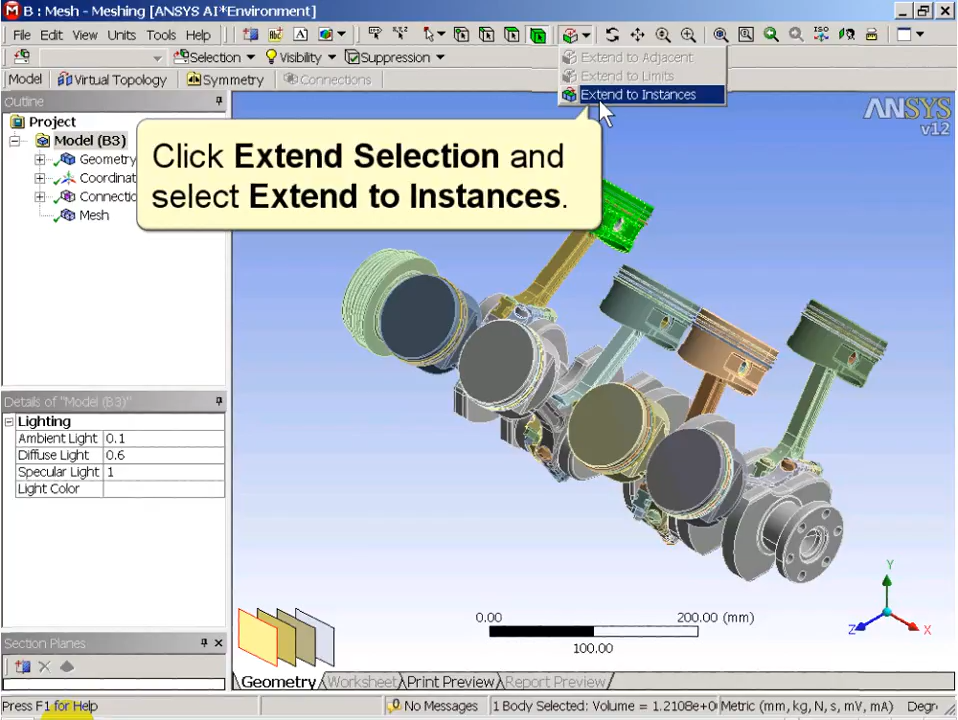 B : Mesh - Meshing [ANSYS AI*Environment]
File Edit View Units Tools Help
Selection Visibility Suppression
Extend to Adjacent
Extend to Limits
Extend to Instances
Model Virtual Topology Symmetry Connections
Outline
Project
Model (B3)
Geometry
Coordinat
Connectio
Mesh
Click Extend Selection and
select Extend to Instances.
ANSYS
v12
Details of "Model (B3)"
Lighting
Ambient Light 0.1
Diffuse Light 0.6
Specular Light 1
Light Color
0.00 200.00 (mm)
100.00
Y
Z X
Section Planes
Geometry Worksheet Print Preview Report Preview
Press F1 for Help No Messages 1 Body Selected: Volume = 1.2108e+0 Metric (mm, kg, N, s, mV, mA) Degr